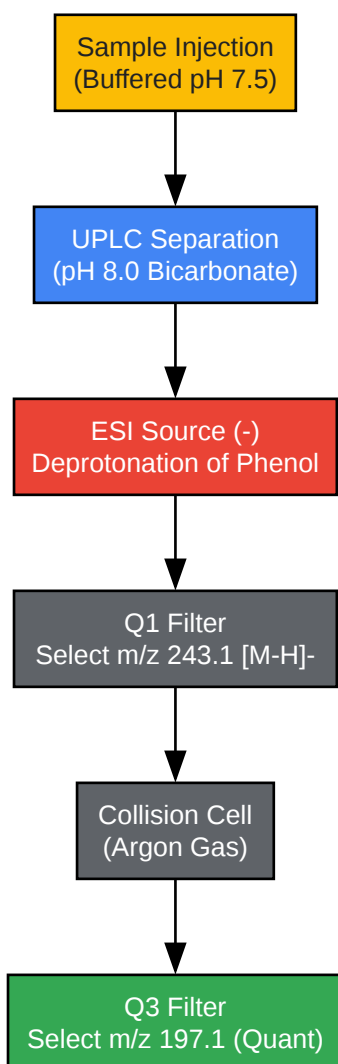 Sample Injection
(Buffered pH 7.5)
UPLC Separation
(pH 8.0 Bicarbonate)
ESI Source (-)
Deprotonation of Phenol
Q1 Filter
Select m/z 243.1 [M-H]-
Collision Cell
(Argon Gas)
Q3 Filter
Select m/z 197.1 (Quant)